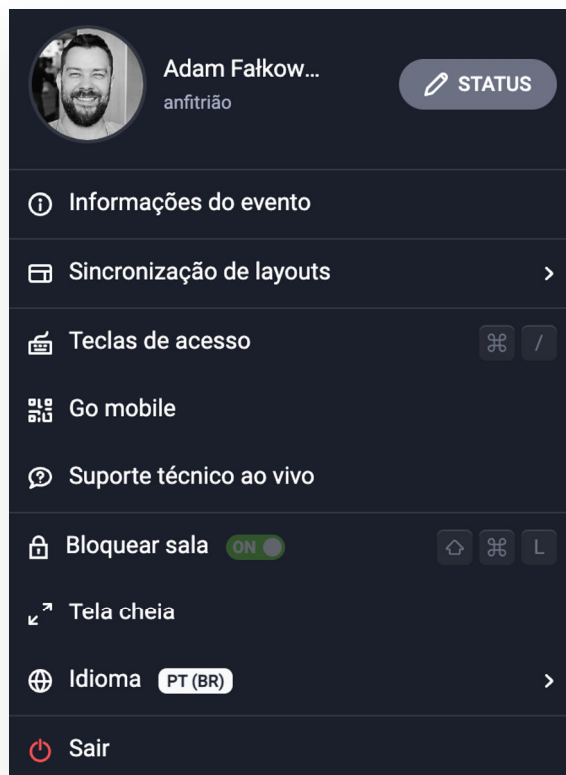 Adam Fałkow...
anfitrião
STATUS
Informações do evento
Sincronização de layouts
Teclas de acesso ⌘ /
Go mobile
Suporte técnico ao vivo
Bloquear sala ON ⇧ ⌘ L
Tela cheia
Idioma PT (BR)
Sair